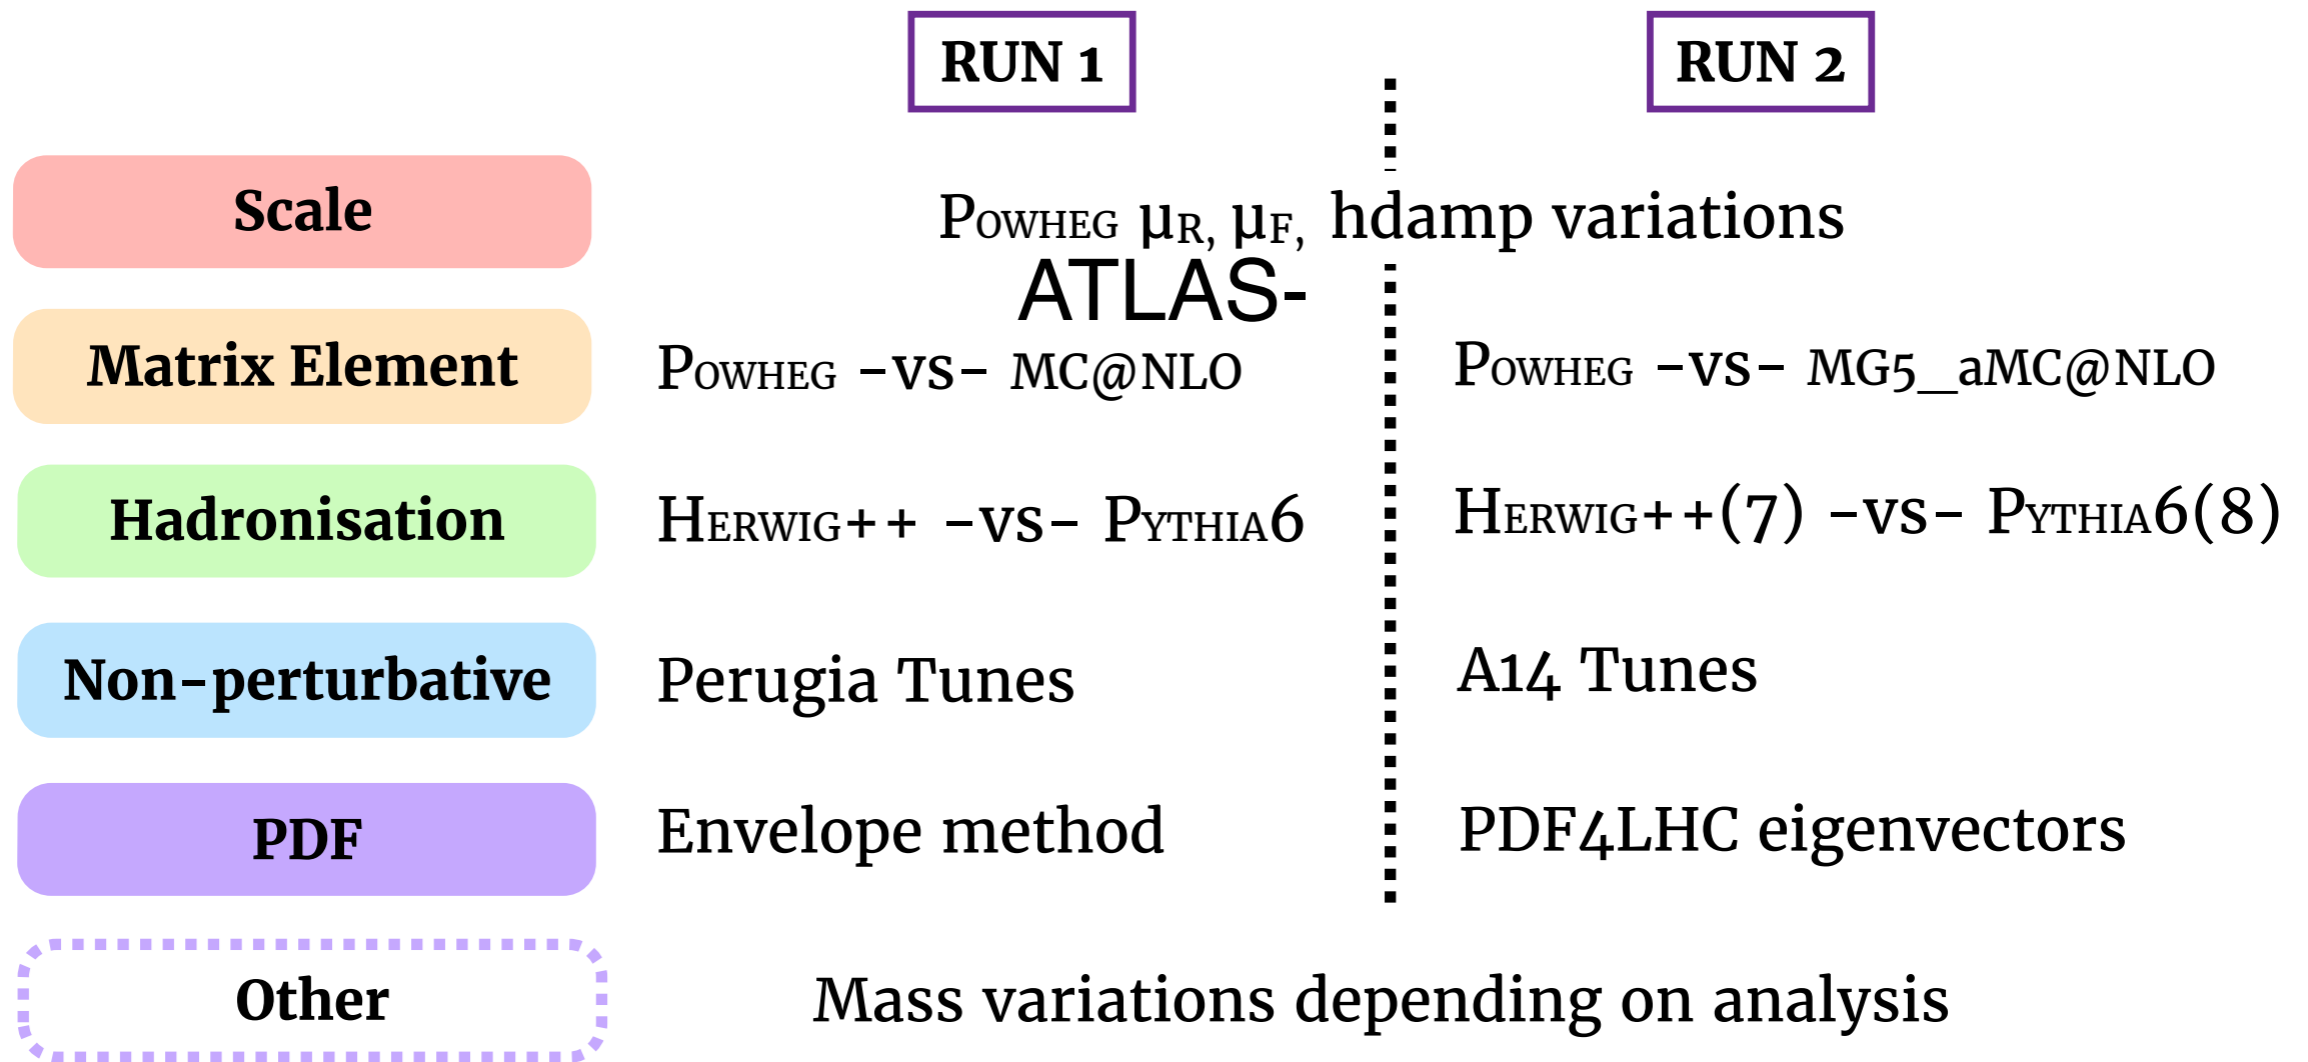 RUN 1 RUN 2
Scale Powheg μR, μF, hdamp variations
ATLAS-
Matrix Element Powheg -vs- MC@NLO Powheg -vs- MG5_aMC@NLO
Hadronisation Herwig++ -vs- Pythia6 Herwig++(7) -vs- Pythia6(8)
Non-perturbative Perugia Tunes A14 Tunes
PDF Envelope method PDF4LHC eigenvectors
Other Mass variations depending on analysis